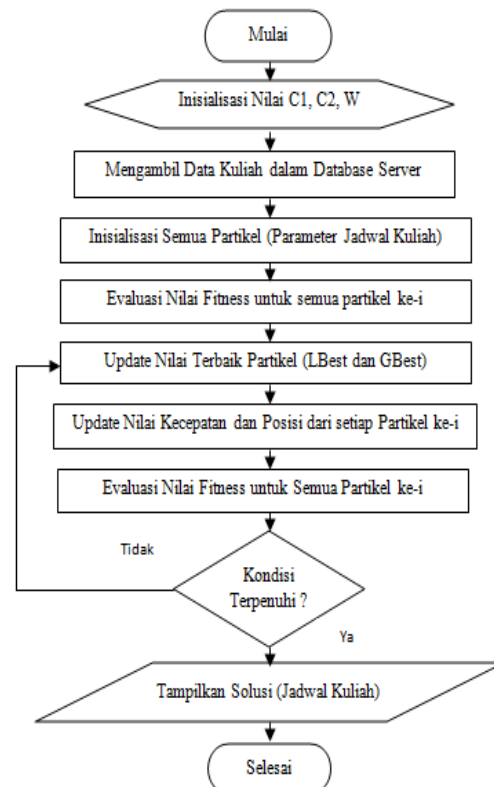 Mulai
Inisialisasi Nilai C1, C2, W
Mengambil Data Kuliah dalam Database Server
Inisialisasi Semua Partikel (Parameter Jadwal Kuliah)
Evaluasi Nilai Fitness untuk semua partikel ke-i
Update Nilai Terbaik Partikel (LBest dan GBest)
Update Nilai Kecepatan dan Posisi dari setiap Partikel ke-i
Evaluasi Nilai Fitness untuk Semua Partikel ke-i
Tidak
Kondisi
Terpenuhi ?
Ya
Tampilkan Solusi (Jadwal Kuliah)
Selesai